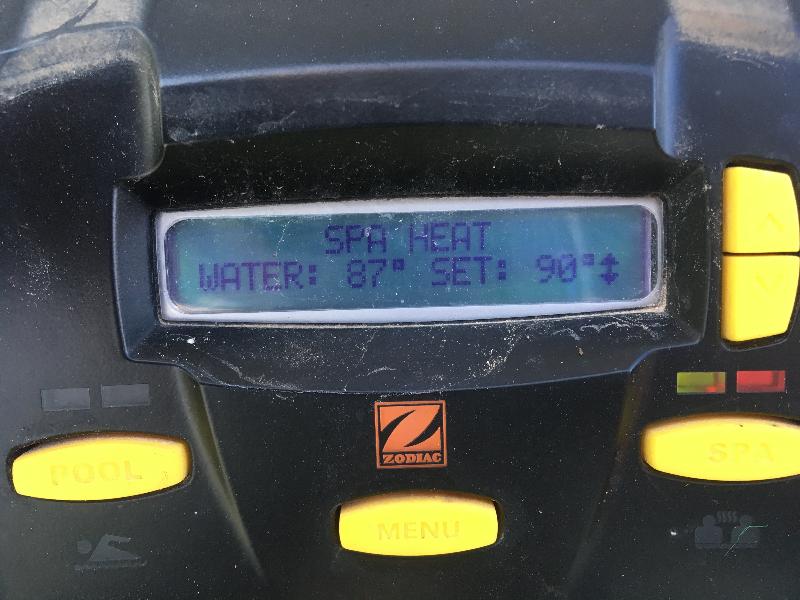 SPA HEAT
WATER: 87° SET: 90°↕
ZODIAC
POOL
SPA
MENU